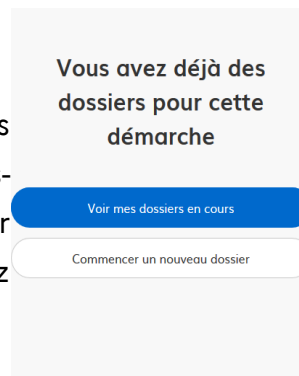 Vous avez déjà des
dossiers pour cette
démarche
s
-
r
Voir mes dossiers en cours
z
Commencer un nouveau dossier